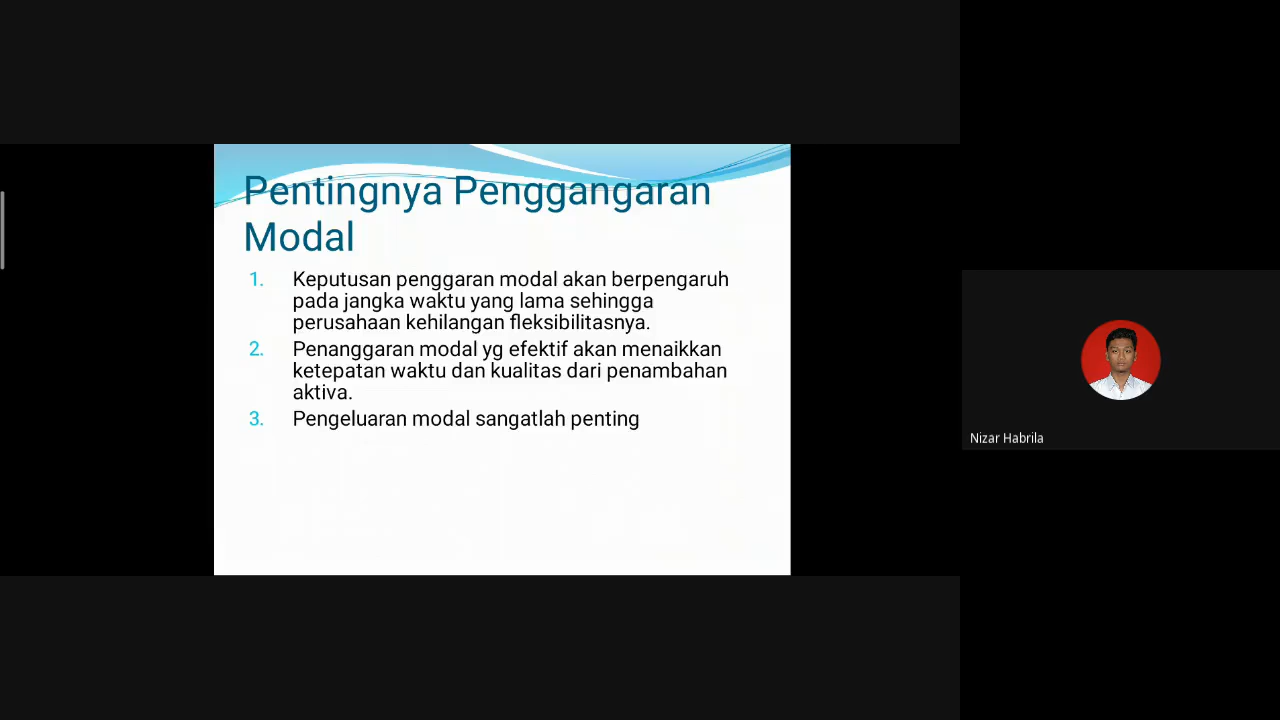 Pentingnya Penggangaran
Modal
1. Keputusan penggaran modal akan berpengaruh
pada jangka waktu yang lama sehingga
perusahaan kehilangan fleksibilitasnya.
2. Penanggaran modal yg efektif akan menaikkan
ketepatan waktu dan kualitas dari penambahan
aktiva.
3. Pengeluaran modal sangatlah penting
Nizar Habrila